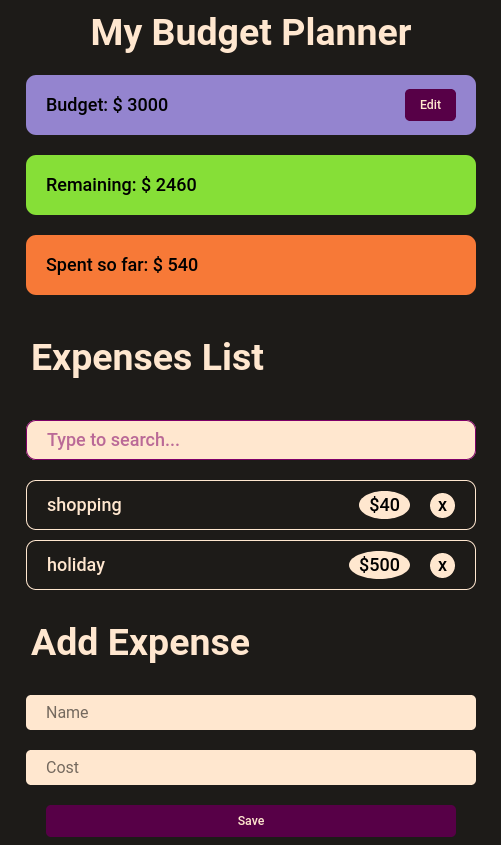 My Budget Planner
Budget: $ 3000 Edit
Remaining: $ 2460
Spent so far: $ 540
Expenses List
Type to search...
shopping $40 x
holiday $500 x
Add Expense
Name
Cost
Save